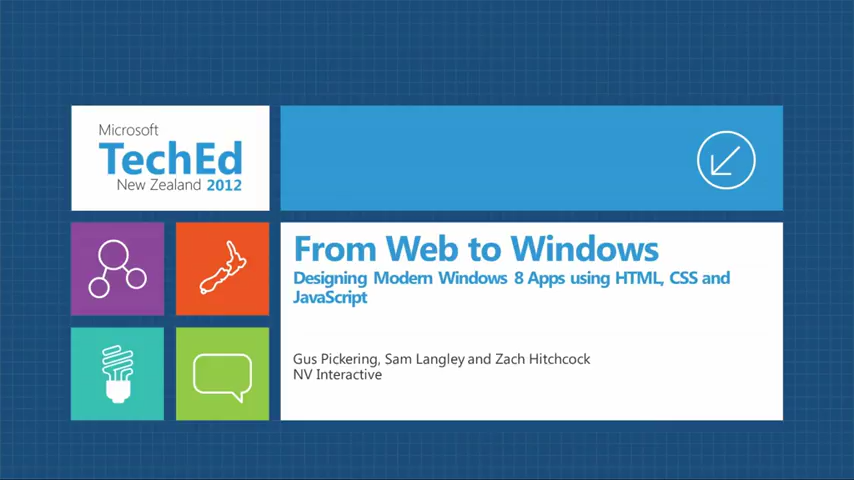 Microsoft
TechEd
New Zealand 2012
From Web to Windows
Designing Modern Windows 8 Apps using HTML, CSS and
JavaScript
Gus Pickering, Sam Langley and Zach Hitchcock
NV Interactive